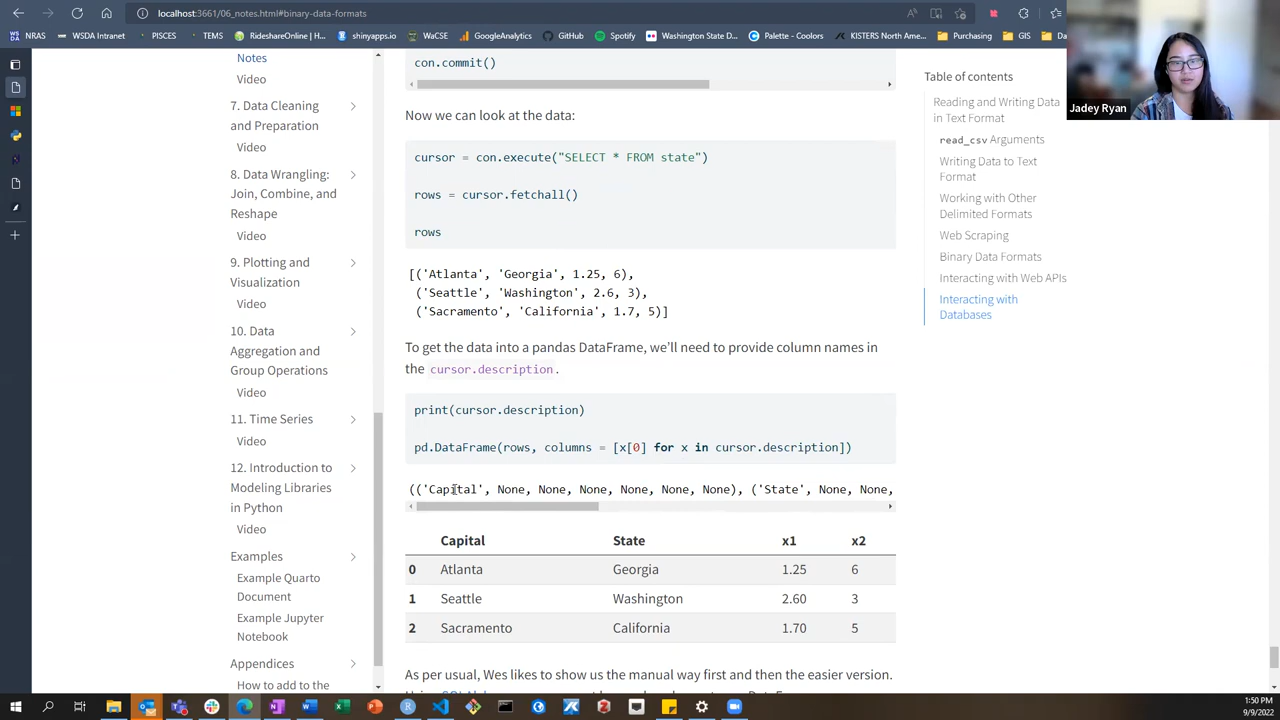 localhost:3661/06_notes.html#binary-data-formats
NRAS
WSDA Intranet
PISCES
TEMS
RideshareOnline | H...
shinyapps.io
WaCSE
GoogleAnalytics
GitHub
Spotify
Washington State D...
Palette - Coolors
KISTERS North Ame...
Purchasing
GIS
Da
Jadey Ryan
Notes
Video
7. Data Cleaning
and Preparation
Video
8. Data Wrangling:
Join, Combine, and
Reshape
Video
9. Plotting and
Visualization
Video
10. Data
Aggregation and
Group Operations
Video
11. Time Series
Video
12. Introduction to
Modeling Libraries
in Python
Video
Examples
Example Quarto
Document
Example Jupyter
Notebook
Appendices
How to add to the
con.commit()
Now we can look at the data:
cursor = con.execute("SELECT * FROM state")
rows = cursor.fetchall()
rows
[('Atlanta', 'Georgia', 1.25, 6),
('Seattle', 'Washington', 2.6, 3),
('Sacramento', 'California', 1.7, 5)]
To get the data into a pandas DataFrame, we'll need to provide column names in
the cursor.description.
print(cursor.description)
pd.DataFrame(rows, columns = [x[0] for x in cursor.description])
(('Capital', None, None, None, None, None, None), ('State', None, None,
Capital State x1 x2
0 Atlanta Georgia 1.25 6
1 Seattle Washington 2.60 3
2 Sacramento California 1.70 5
As per usual, Wes likes to show us the manual way first and then the easier version.
Table of contents
Reading and Writing Data
in Text Format
read_csv Arguments
Writing Data to Text
Format
Working with Other
Delimited Formats
Web Scraping
Binary Data Formats
Interacting with Web APIs
Interacting with
Databases
1:50 PM
9/9/2022